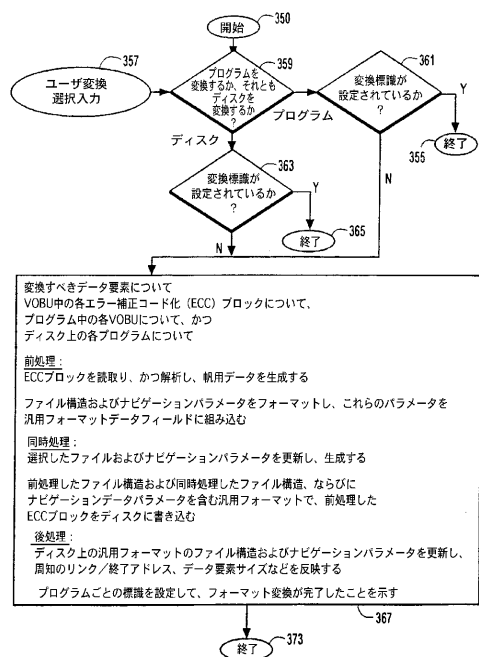 350
開始
357
ユーザ変換
選択入力
359
プログラムを
変換するか、それとも
ディスクを
変換するか
?
プログラム
ディスク
361
変換標識が
設定されているか
?
Y
355
終了
N
363
変換標識が
設定されているか
?
Y
365
終了
N
変換すべきデータ要素について
VOBU中の各エラー補正コード化(ECC)ブロックについて、
プログラム中の各VOBUについて、かつ
ディスク上の各プログラムについて
前処理:
ECCブロックを読取り、かつ解析し、帆用データを生成する
ファイル構造およびナビゲーションパラメータをフォーマットし、これらのパラメータを
汎用フォーマットデータフィールドに組み込む
同時処理:
選択したファイルおよびナビゲーションパラメータを更新し、生成する
前処理したファイル構造および同時処理したファイル構造、ならびに
ナビゲーションデータパラメータを含む汎用フォーマットで、前処理した
ECCブロックをディスクに書き込む
後処理:
ディスク上の汎用フォーマットのファイル構造およびナビゲーションパラメータを更新し、
周知のリンク/終了アドレス、データ要素サイズなどを反映する
プログラムごとの標識を設定して、フォーマット変換が完了したことを示す
367
終了
373